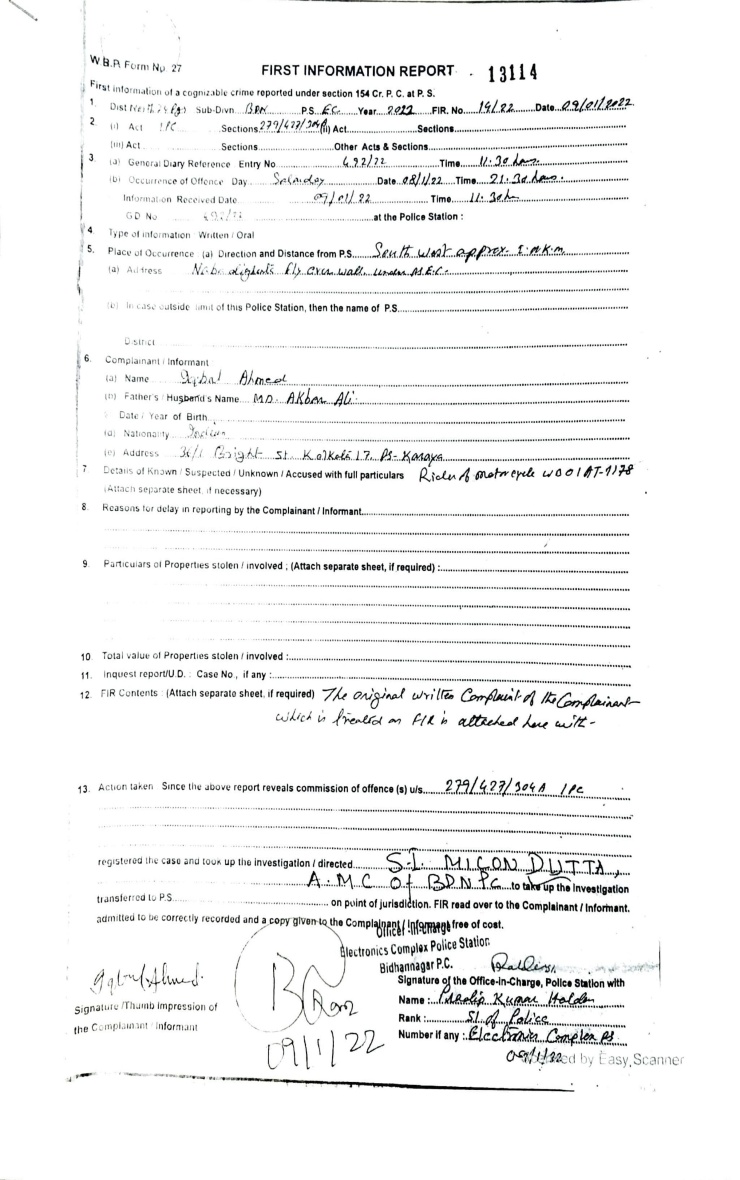 W.B.P. Form No. 27
FIRST INFORMATION REPORT 13114
First information of a cognizable crime reported under section 154 Cr. P. C. at P. S.
1. Dist North 24 Pgs Sub-Divn. BDN P.S. EC Year 2022 FIR. No. 14/22 Date 09/01/2022
2. (i) Act IPC Sections 279/427/304A (ii) Act Sections
(iii) Act Sections Other Acts & Sections
3. (a) General Diary Reference Entry No 492/22 Time 11.30 hrs.
(b) Occurrence of Offence Day Saturday Date 08/1/22 Time 21.30 hrs.
Information Received Date 09/01/22 Time 11.30h
GD No 492/22 at the Police Station :
4. Type of information Written / Oral
5. Place of Occurrence (a) Direction and Distance from P.S. South West approx.
(a) Address fly over wall under
(b) In case outside limit of this Police Station, then the name of P.S.
District
6. Complainant / Informant
(a) Name Iqbal Ahmed
(b) Father's / Husband's Name MD. AKbar Ali
Date / Year of Birth
(d) Nationality Indian
(e) Address 36/1 Bright St. Kolkata 17. PS- Karaya
7 Details of Known / Suspected / Unknown / Accused with full particulars Rider of motorcycle
(Attach separate sheet, if necessary)
8. Reasons for delay in reporting by the Complainant / Informant
9. Particulars of Properties stolen / involved ; (Attach separate sheet, if required) :
10. Total value of Properties stolen / involved :
11. Inquest report/U.D. : Case No., if any :
12. FIR Contents : (Attach separate sheet, if required) The original written Complaint of the Complainant
which is treated as FIR is attached here with-
13. Action taken Since the above report reveals commission of offence (s) u/s. 279/427/304A IPC
registered the case and took up the investigation / directed S.I. MIGON DUTTA,
A.M.C Of BDN P.C. to take up the Investigation
transferred to P.S. on point of jurisdiction. FIR read over to the Complainant / Informant.
admitted to be correctly recorded and a copy given to the Complainant / Informant free of cost.
Officer-in-charge
Electronics Complex Police Station
Bidhannagar P.C.
Iqbal Ahmed.
Signature of the Office-in-Charge, Police Station with
Signature /Thumb Impression of
the Complainant / Informant
Name : Kumar Halder
Rank : SI. of Police
Number if any : Electronics Complex PS
09/1/22
09/1/22
by Easy Scanner